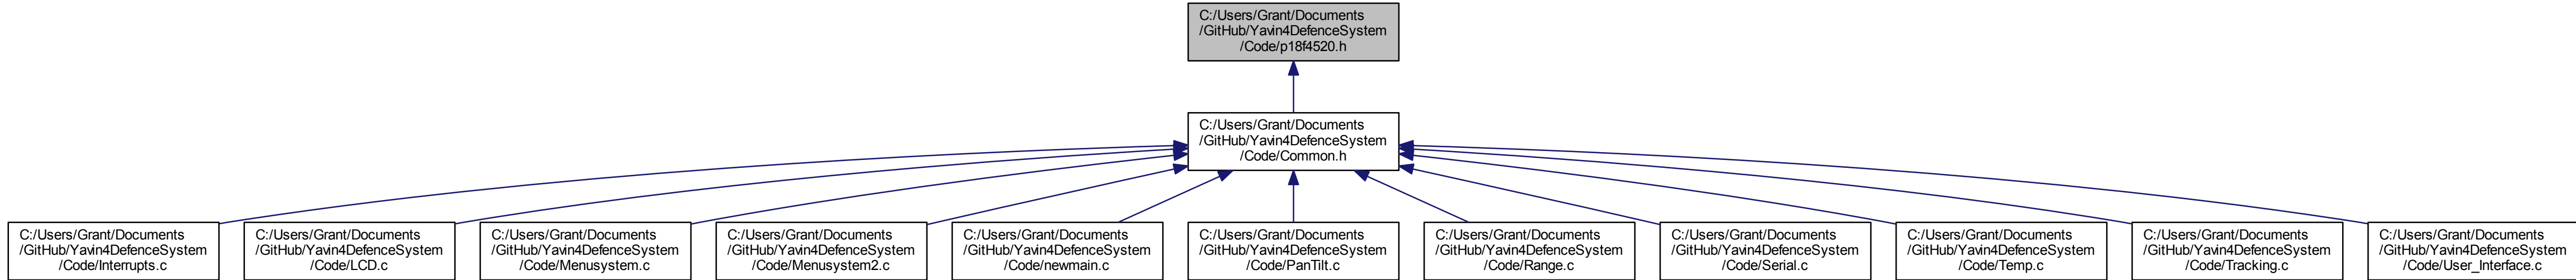 C:/Users/Grant/Documents
/GitHub/Yavin4DefenceSystem
/Code/p18f4520.h
C:/Users/Grant/Documents
/GitHub/Yavin4DefenceSystem
/Code/Common.h
C:/Users/Grant/Documents
/GitHub/Yavin4DefenceSystem
/Code/Interrupts.c
C:/Users/Grant/Documents
/GitHub/Yavin4DefenceSystem
/Code/LCD.c
C:/Users/Grant/Documents
/GitHub/Yavin4DefenceSystem
/Code/Menusystem.c
C:/Users/Grant/Documents
/GitHub/Yavin4DefenceSystem
/Code/Menusystem2.c
C:/Users/Grant/Documents
/GitHub/Yavin4DefenceSystem
/Code/newmain.c
C:/Users/Grant/Documents
/GitHub/Yavin4DefenceSystem
/Code/PanTilt.c
C:/Users/Grant/Documents
/GitHub/Yavin4DefenceSystem
/Code/Range.c
C:/Users/Grant/Documents
/GitHub/Yavin4DefenceSystem
/Code/Serial.c
C:/Users/Grant/Documents
/GitHub/Yavin4DefenceSystem
/Code/Temp.c
C:/Users/Grant/Documents
/GitHub/Yavin4DefenceSystem
/Code/Tracking.c
C:/Users/Grant/Documents
/GitHub/Yavin4DefenceSystem
/Code/User_Interface.c